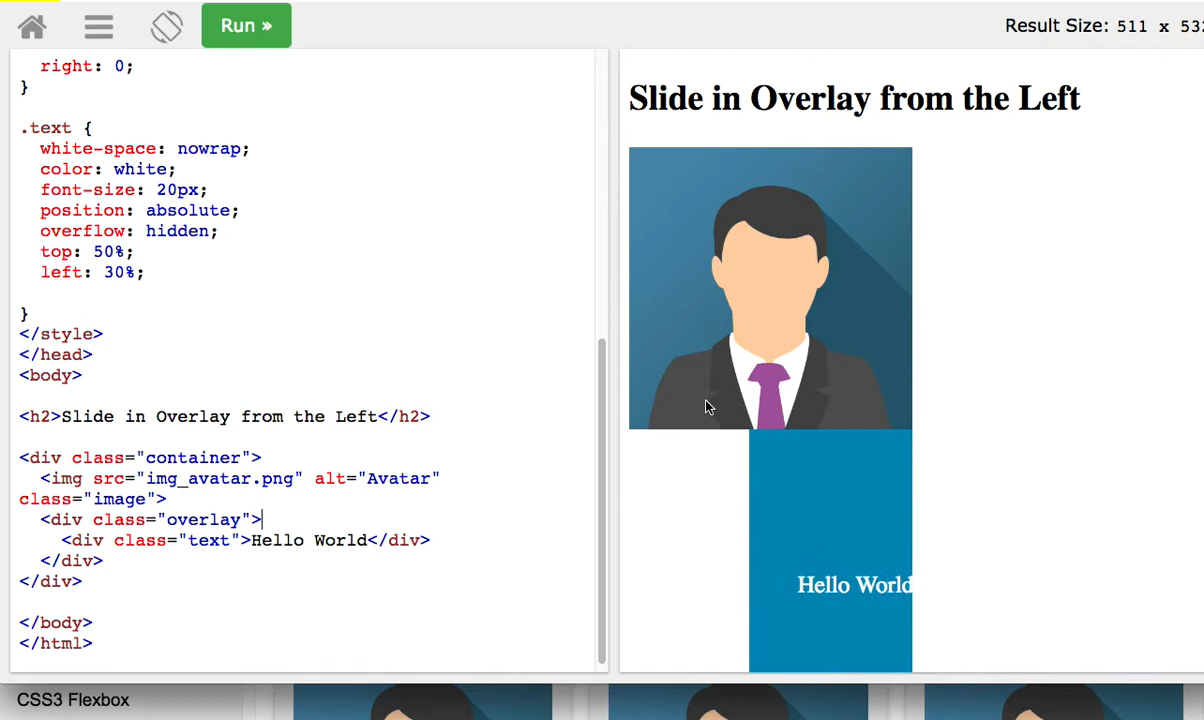 Run »
Result Size: 511 x 532
right: 0;
}
.text {
white-space: nowrap;
color: white;
font-size: 20px;
position: absolute;
overflow: hidden;
top: 50%;
left: 30%;
}
</style>
</head>
<body>
<h2>Slide in Overlay from the Left</h2>
<div class="container">
<img src="img_avatar.png" alt="Avatar"
class="image">
<div class="overlay">
<div class="text">Hello World</div>
</div>
</div>
</body>
</html>
Slide in Overlay from the Left
Hello World
CSS3 Flexbox